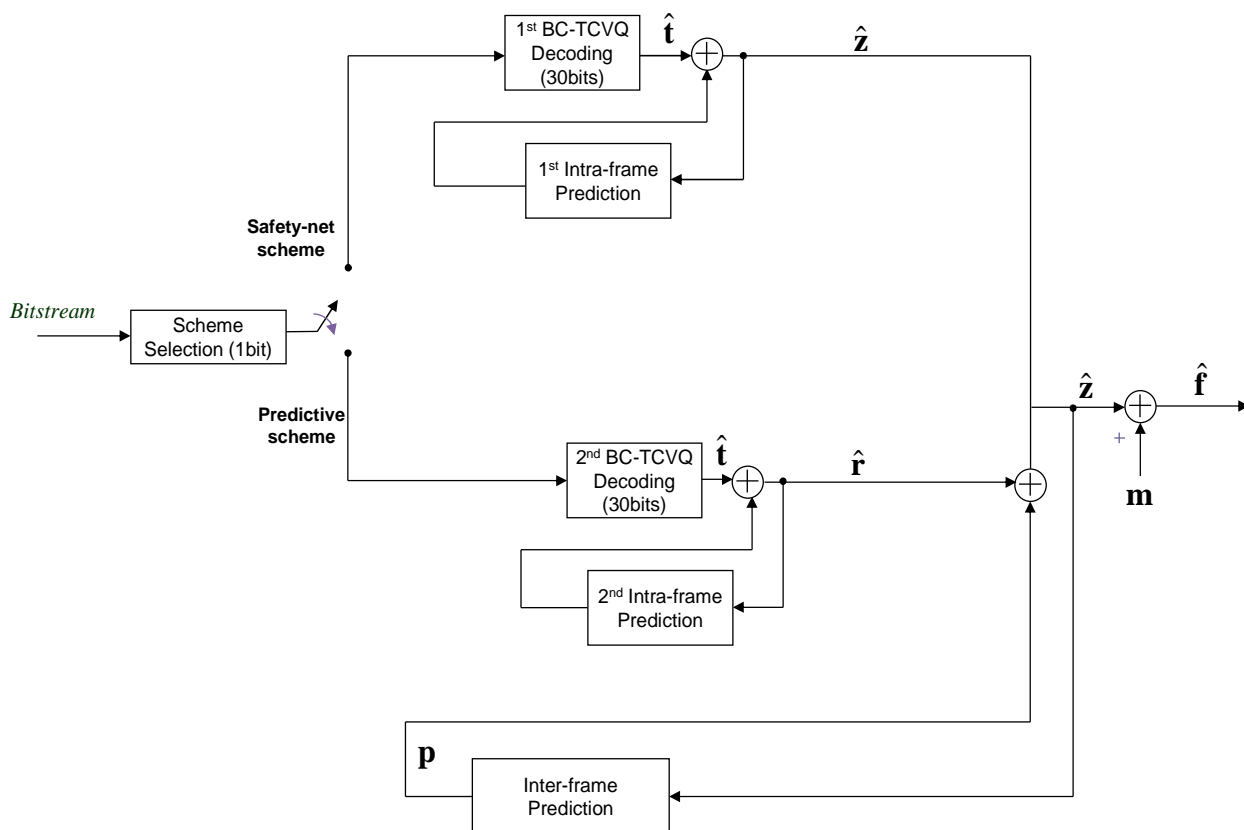 1st BC-TCVQ
Decoding
(30bits)
t̂
ẑ
1st Intra-frame
Prediction
Safety-net
scheme
Bitstream
Scheme
Selection (1bit)
Predictive
scheme
2nd BC-TCVQ
Decoding
(30bits)
t̂
r̂
ẑ
f̂
+
m
2nd Intra-frame
Prediction
p
Inter-frame
Prediction